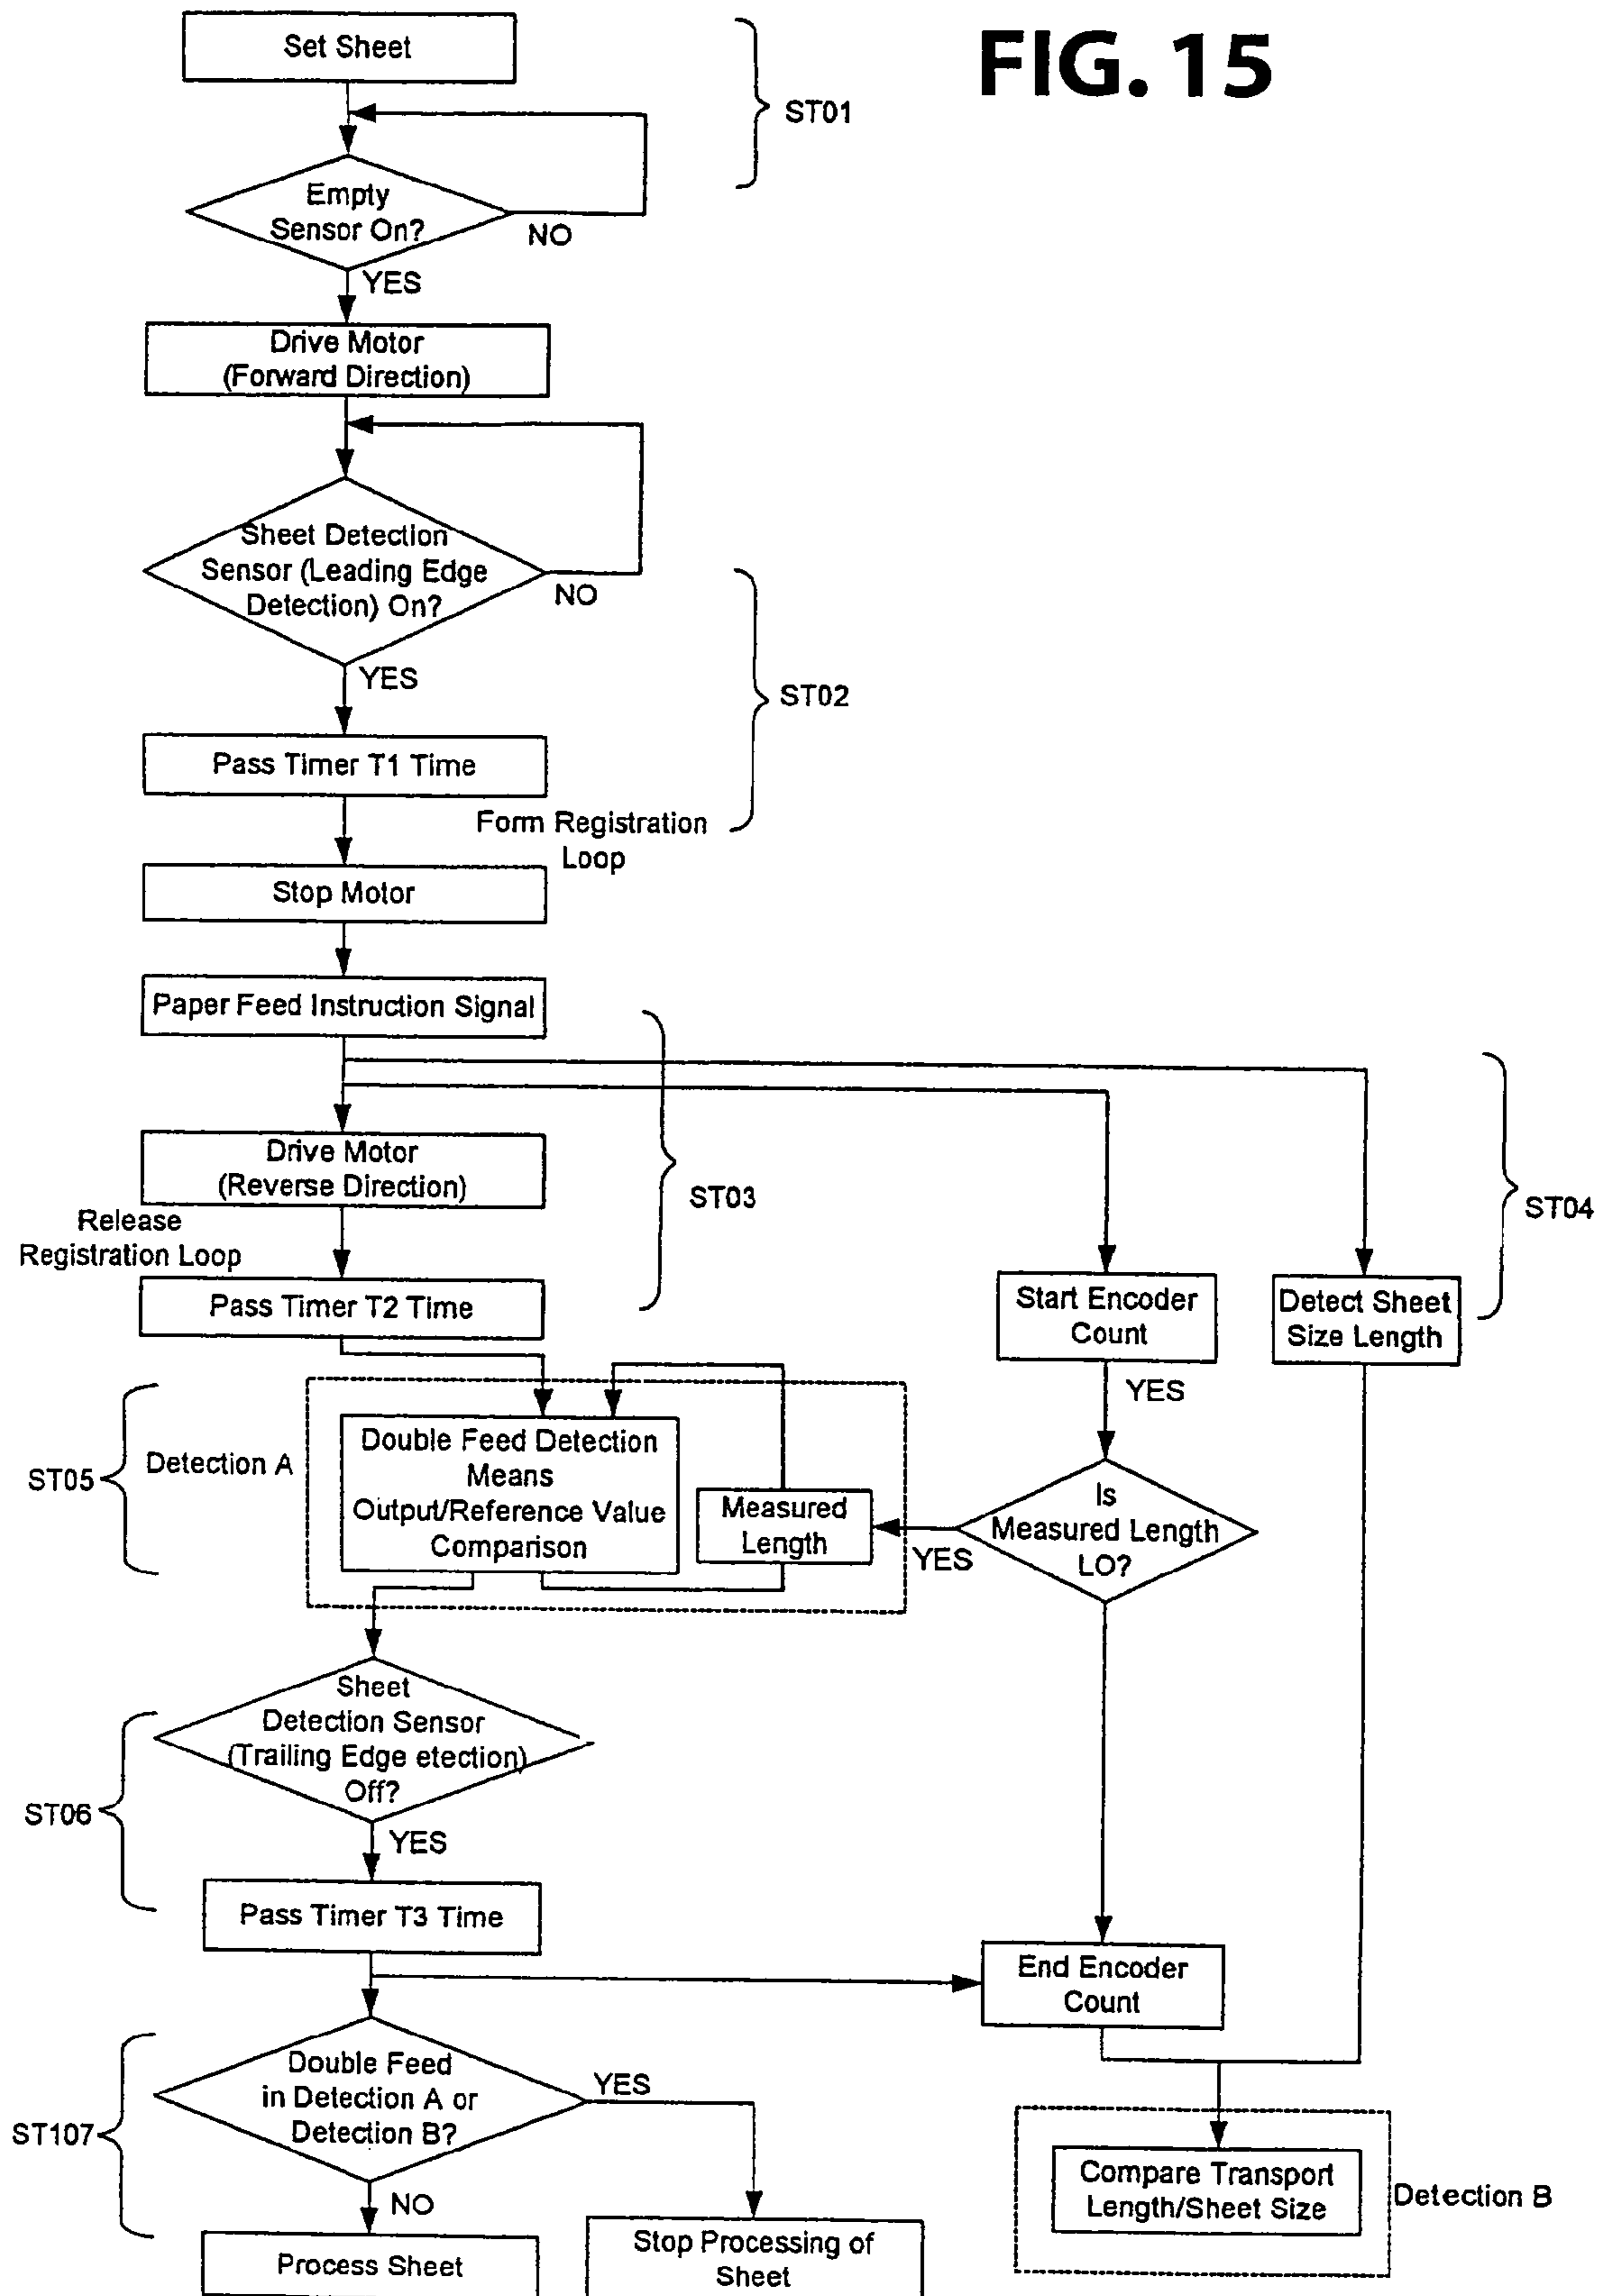 FIG. 15
Set Sheet
ST01
Empty
Sensor On?
NO
YES
Drive Motor
(Forward Direction)
Sheet Detection
Sensor (Leading Edge
Detection) On?
NO
YES
ST02
Pass Timer T1 Time
Form Registration
Loop
Stop Motor
Paper Feed Instruction Signal
Drive Motor
(Reverse Direction)
ST03
ST04
Release
Registration Loop
Pass Timer T2 Time
Start Encoder
Count
Detect Sheet
Size Length
YES
ST05
Detection A
Double Feed Detection
Means
Output/Reference Value
Comparison
Measured
Length
YES
Is
Measured Length
LO?
Sheet
Detection Sensor
(Trailing Edge etection)
Off?
ST06
YES
Pass Timer T3 Time
End Encoder
Count
Double Feed
in Detection A or
Detection B?
YES
ST107
NO
Compare Transport
Length/Sheet Size
Detection B
Process Sheet
Stop Processing of
Sheet